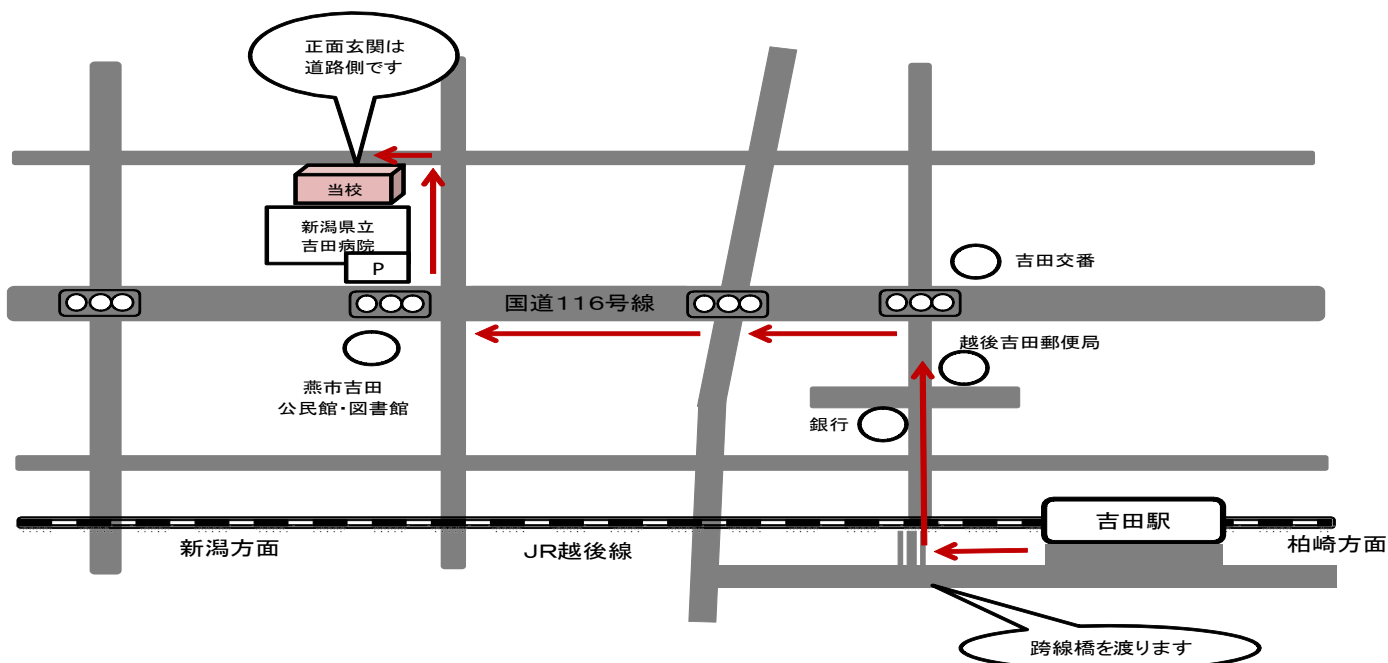 正面玄関は
道路側です
当校
新潟県立
吉田病院
P
吉田交番
国道116号線
越後吉田郵便局
燕市吉田
公民館・図書館
銀行
吉田駅
新潟方面
JR越後線
柏崎方面
跨線橋を渡ります